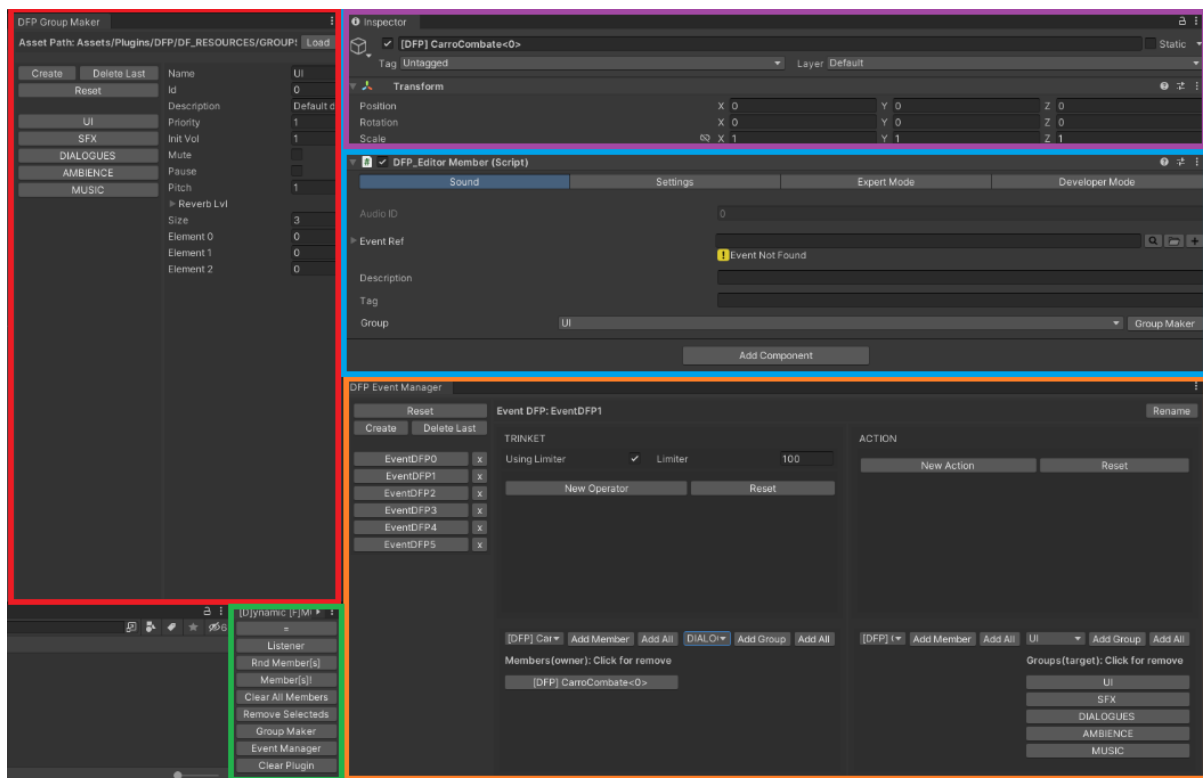 DFP Group Maker
Asset Path: Assets/Plugins/DFP/DF_RESOURCES/GROUP! Load
Create Delete Last
Reset
UI
SFX
DIALOGUES
AMBIENCE
MUSIC
Name UI
Id 0
Description Default d
Priority 1
Init Vol 1
Mute
Pause
Pitch 1
Reverb Lvl
Size 3
Element 0 0
Element 1 0
Element 2 0
Inspector
[DFP] CarroCombate<0> Static
Tag Untagged Layer Default
Transform
Position X 0 Y 0 Z 0
Rotation X 0 Y 0 Z 0
Scale X 1 Y 1 Z 1
# DFP_Editor Member (Script)
Sound Settings Expert Mode Developer Mode
Audio ID 0
Event Ref
! Event Not Found
Description
Tag
Group UI Group Maker
Add Component
DFP Event Manager
Reset
Create Delete Last
EventDFP0 x
EventDFP1 x
EventDFP2 x
EventDFP3 x
EventDFP4 x
EventDFP5 x
Event DFP: EventDFP1 Rename
TRINKET
Using Limiter Limiter 100
New Operator Reset
[DFP] Car Add Member Add All DIALO Add Group Add All
Members(owner): Click for remove
[DFP] CarroCombate<0>
ACTION
New Action Reset
[DFP] Add Member Add All UI Add Group Add All
Groups(target): Click for remove
UI
SFX
DIALOGUES
AMBIENCE
MUSIC
6
[D]ynamic [F]M
=
Listener
Rnd Member[s]
Member[s]!
Clear All Members
Remove Selecteds
Group Maker
Event Manager
Clear Plugin